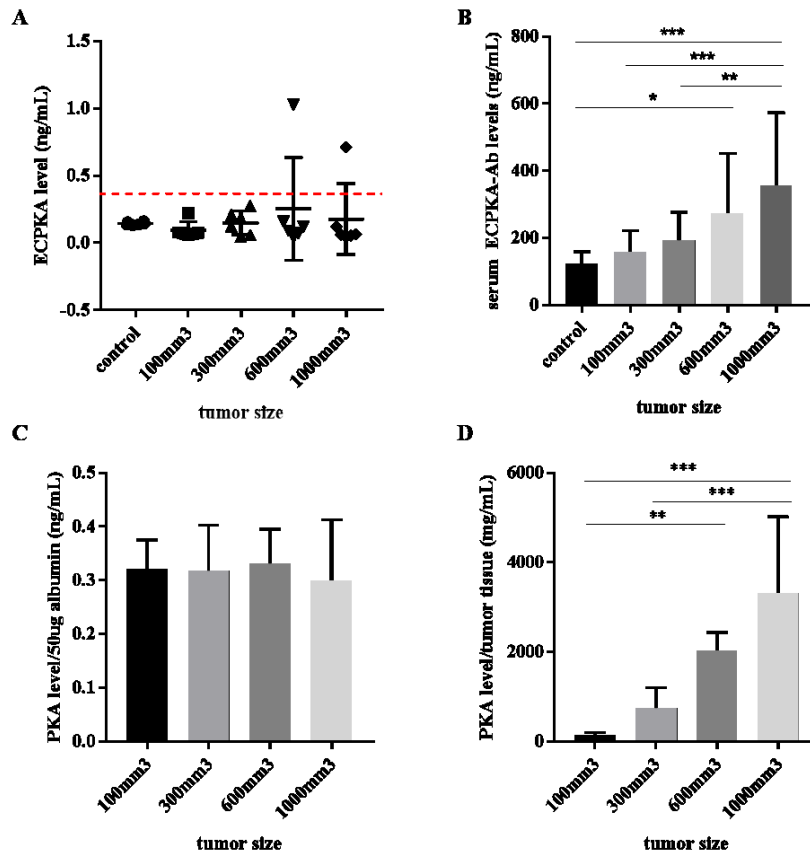 A
ECPKA level (ng/mL)
1.5
1.0
0.5
0.0
-0.5
control
100mm3
300mm3
600mm3
1000mm3
tumor size
B
serum ECPKA-Ab levels (ng/mL)
800
600
400
200
0
***
***
**
*
control
100mm3
300mm3
600mm3
1000mm3
tumor size
C
PKA level/50ug albumin (ng/mL)
0.5
0.4
0.3
0.2
0.1
0.0
100mm3
300mm3
600mm3
1000mm3
tumor size
D
PKA level/tumor tissue (mg/mL)
6000
4000
2000
0
***
***
**
100mm3
300mm3
600mm3
1000mm3
tumor size